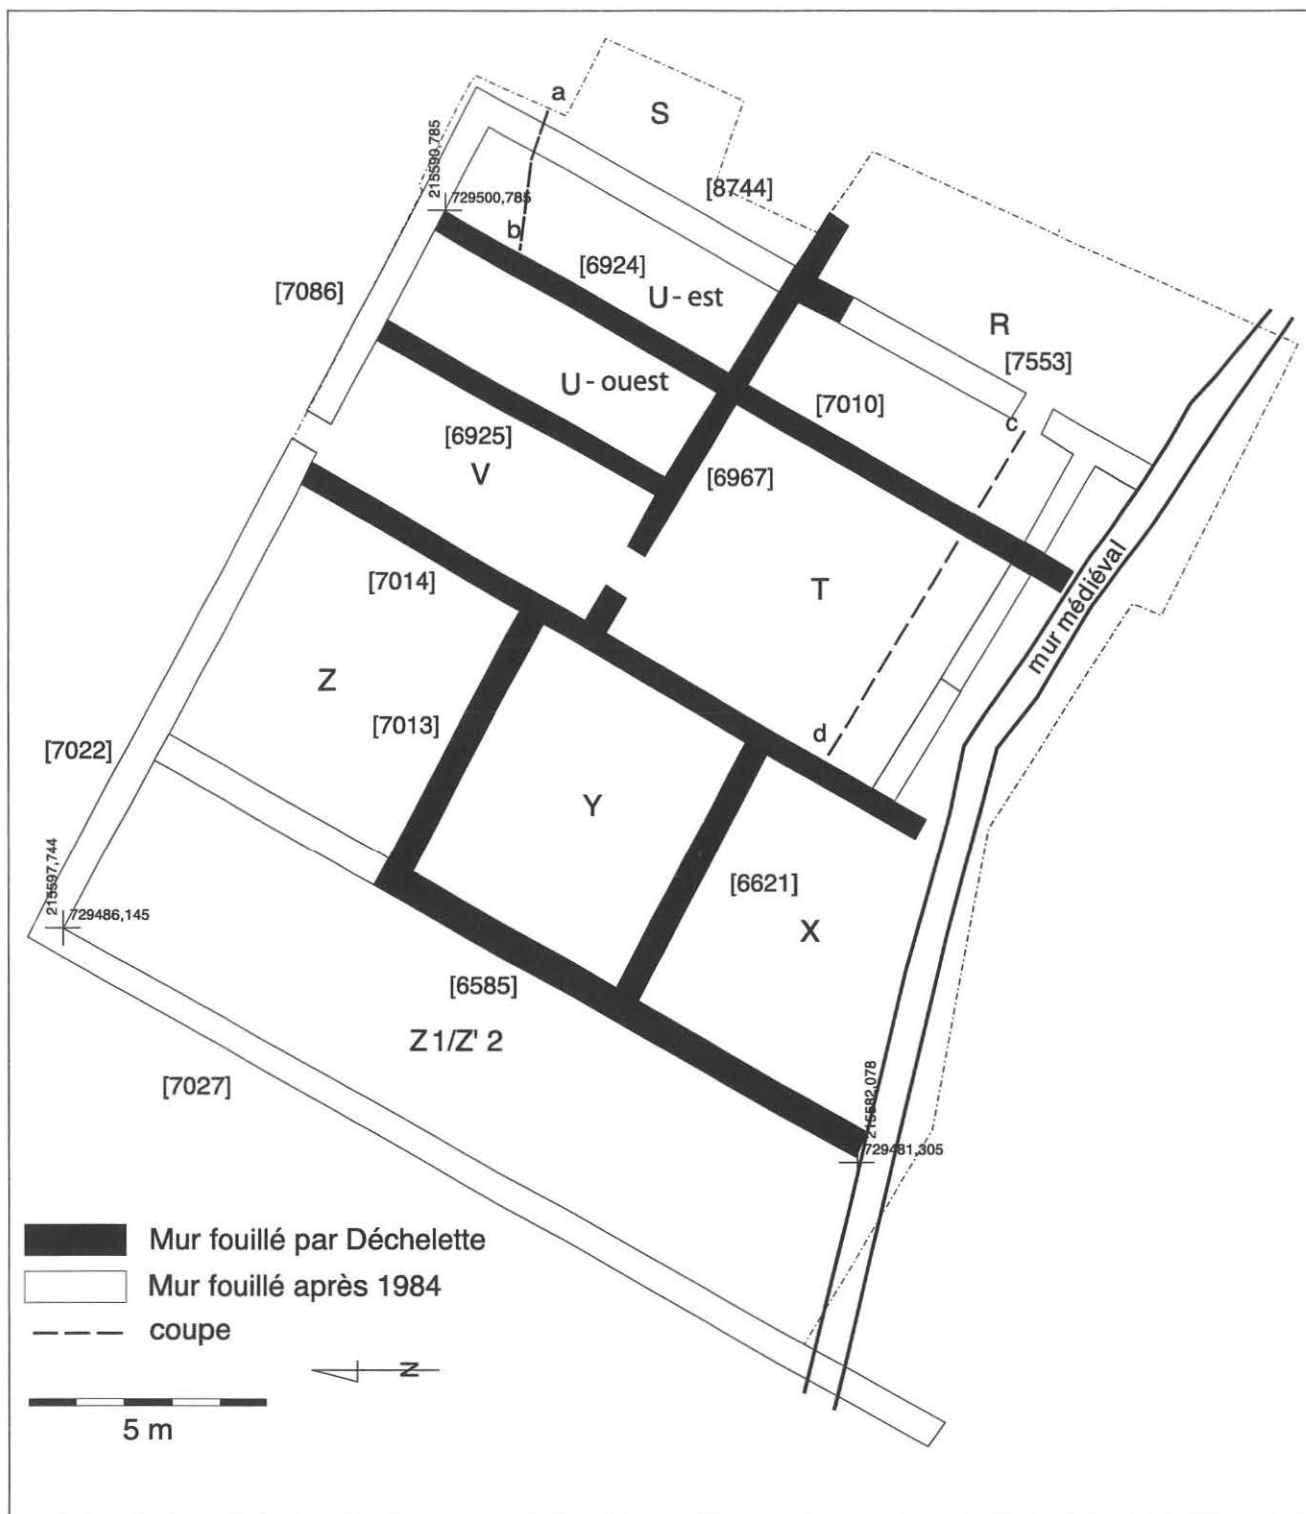 a
S
215590,785
[8744]
729500,785
b
[6924]
[7086]
U-est
R
[7553]
U-ouest
[7010]
c
[6925]
V
[6967]
mur médiéval
[7014]
T
Z
[7013]
d
[7022]
Y
215597,744
[6621]
729486,145
X
[6585]
Z 1/Z' 2
215582,078
[7027]
729481,305
Mur fouillé par Déchelette
Mur fouillé après 1984
coupe
N
5 m